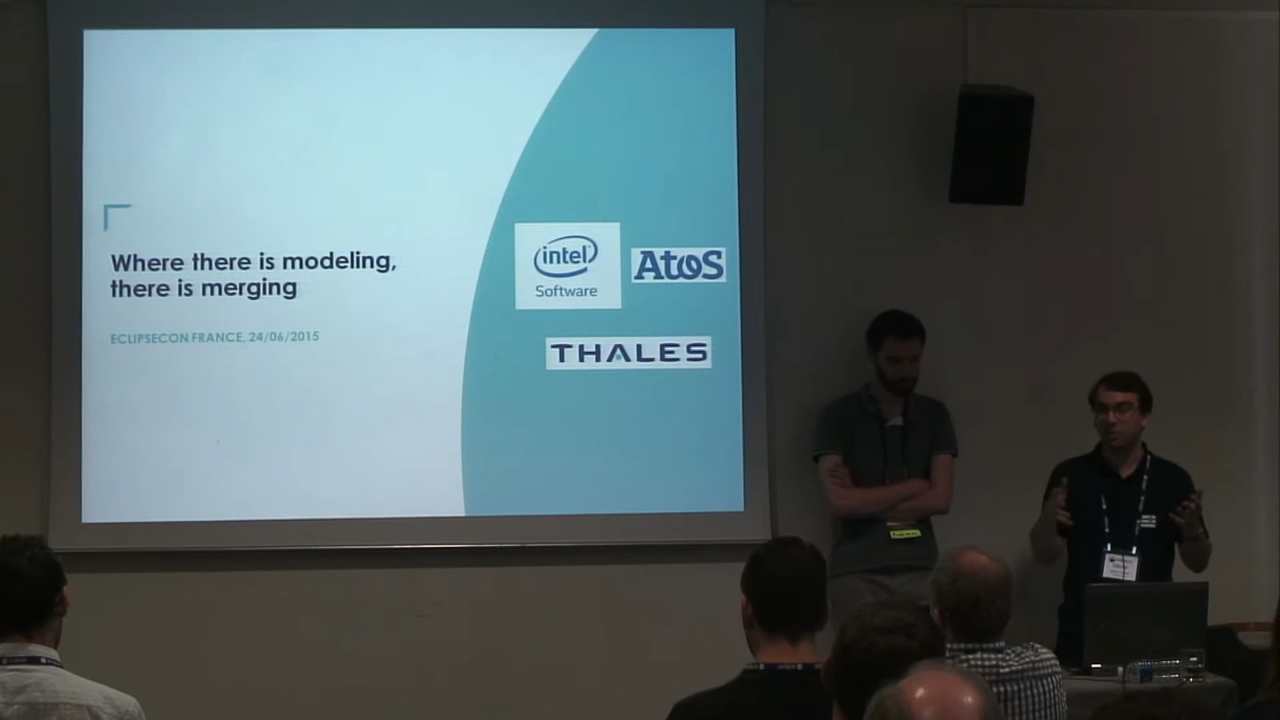 Where there is modeling,
there is merging
ECLIPSECON FRANCE, 24/06/2015
intel
Software
Atos
THALES